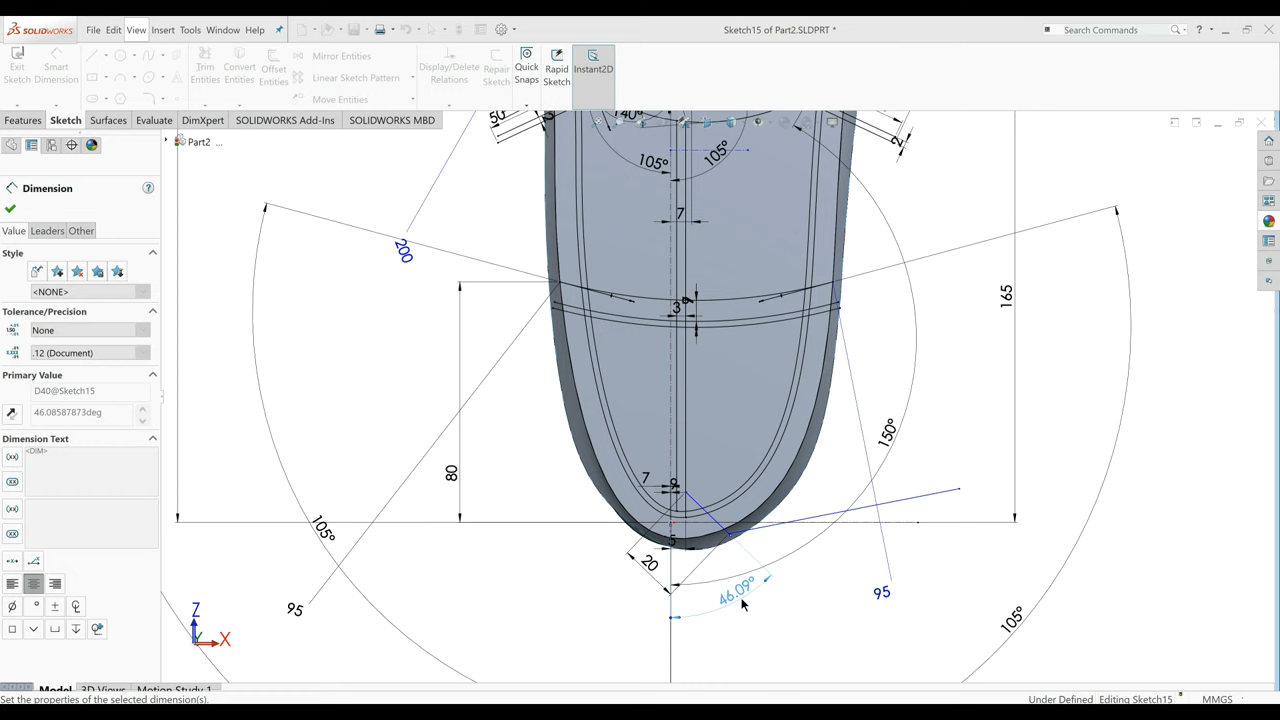 SOLIDWORKS File Edit View Insert Tools Window Help Sketch15 of Part2.SLDPRT * Search Commands
Exit Sketch
Smart Dimension
Trim Entities
Convert Entities
Offset Entities
Mirror Entities
Linear Sketch Pattern
Move Entities
Display/Delete Relations
Repair Sketch
Quick Snaps
Rapid Sketch
Instant2D
Features Sketch Surfaces Evaluate DimXpert SOLIDWORKS Add-Ins SOLIDWORKS MBD
Part2 ...
Dimension
Value Leaders Other
Style
<NONE>
Tolerance/Precision
None
.12 (Document)
Primary Value
D40@Sketch15
46.08587873deg
Dimension Text
<DIM>
50
140°
2
105°
105°
7
200
3
165
80
150°
7
9
5
20
105°
46.09°
95
95
105°
Z
Y
X
Model 3D Views Motion Study 1
Set the properties of the selected dimension(s). Under Defined Editing Sketch15 MMGS